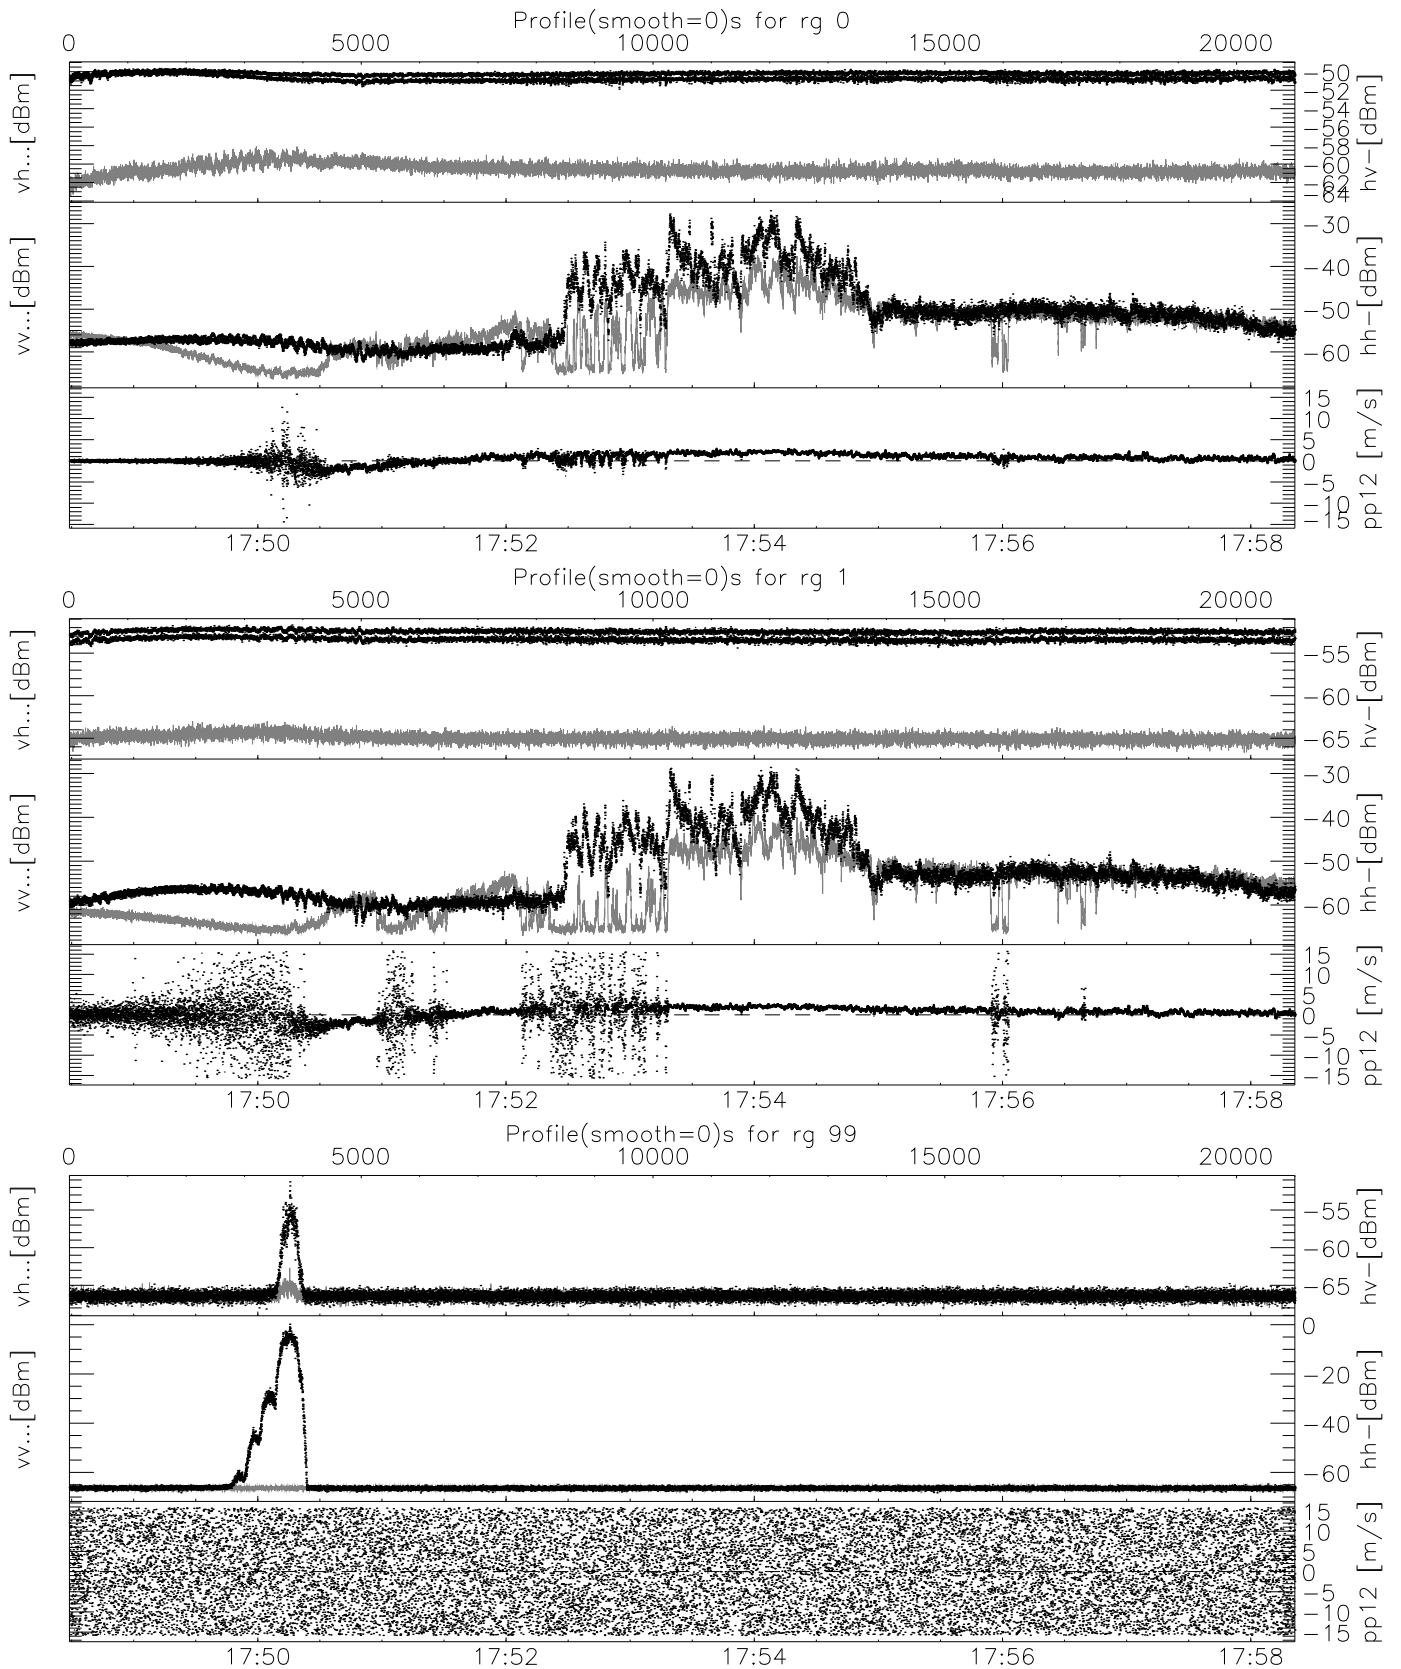 Profile(smooth=0)s for rg 0
0 5000 10000 15000 20000
vh...[dBm]
-50
-52
-54
-56
-58
-60
-62
-64
hv-[dBm]
vv...[dBm]
-30
-40
-50
-60
hh-[dBm]
15
10
5
0
-5
-10
-15
pp12 [m/s]
17:50 17:52 17:54 17:56 17:58
Profile(smooth=0)s for rg 1
0 5000 10000 15000 20000
vh...[dBm]
-55
-60
-65
hv-[dBm]
vv...[dBm]
-30
-40
-50
-60
hh-[dBm]
15
10
5
0
-5
-10
-15
pp12 [m/s]
17:50 17:52 17:54 17:56 17:58
Profile(smooth=0)s for rg 99
0 5000 10000 15000 20000
vh...[dBm]
-55
-60
-65
hv-[dBm]
vv...[dBm]
0
-20
-40
-60
hh-[dBm]
15
10
5
0
-5
-10
-15
pp12 [m/s]
17:50 17:52 17:54 17:56 17:58